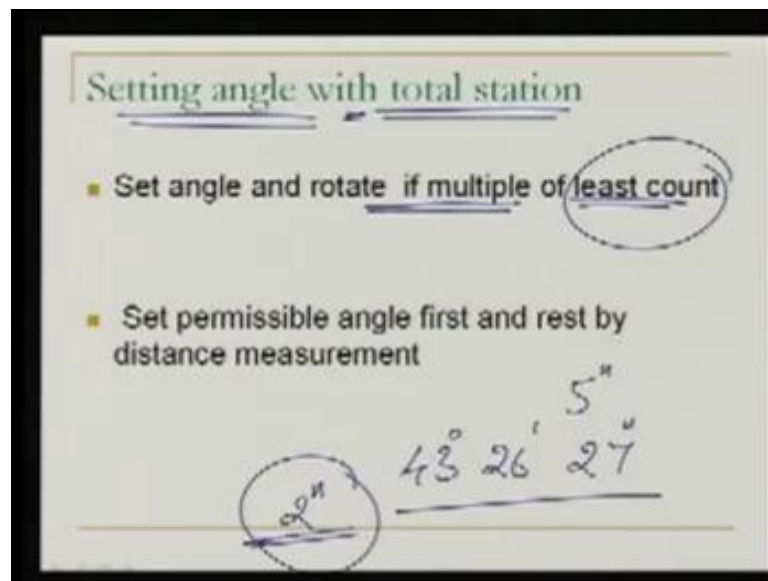 Setting angle with total station
Set angle and rotate if multiple of least count
Set permissible angle first and rest by
distance measurement
5"
43° 26' 27"
2"